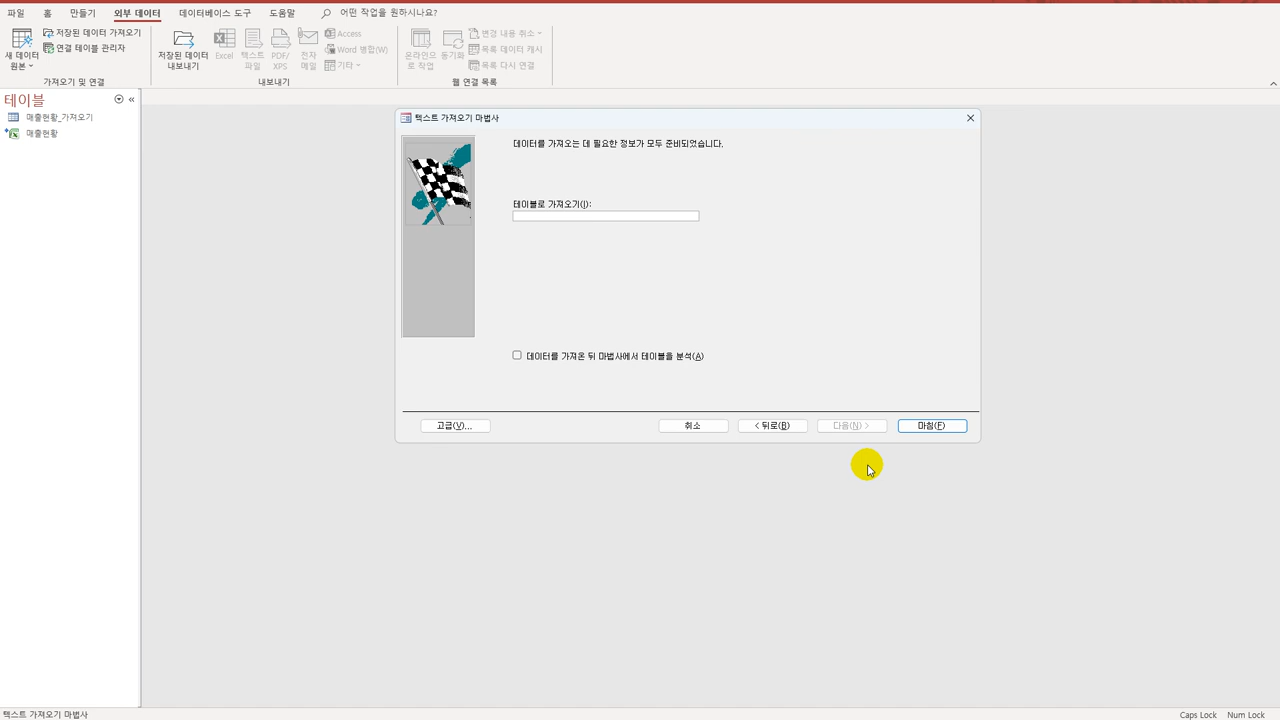 파일 홈 만들기 외부 데이터 데이터베이스 도구 도움말 어떤 작업을 원하시나요?
새 데이터 원본
저장된 데이터 가져오기
연결 테이블 관리자
가져오기 및 연결
저장된 데이터 내보내기
Excel
텍스트 파일
PDF/ XPS
전자 메일
Access
Word 병합(W)
기타
내보내기
온라인으로 작업
동기화
변경 내용 취소
목록 데이터 캐시
목록 다시 연결
웹 연결 목록
테이블
매출현황_가져오기
매출현황
텍스트 가져오기 마법사
데이터를 가져오는 데 필요한 정보가 모두 준비되었습니다.
테이블로 가져오기(I):
데이터를 가져온 뒤 마법사에서 테이블을 분석(A)
고급(V)... 취소 < 뒤로(B) 다음(N) > 마침(F)
텍스트 가져오기 마법사 Caps Lock Num Lock